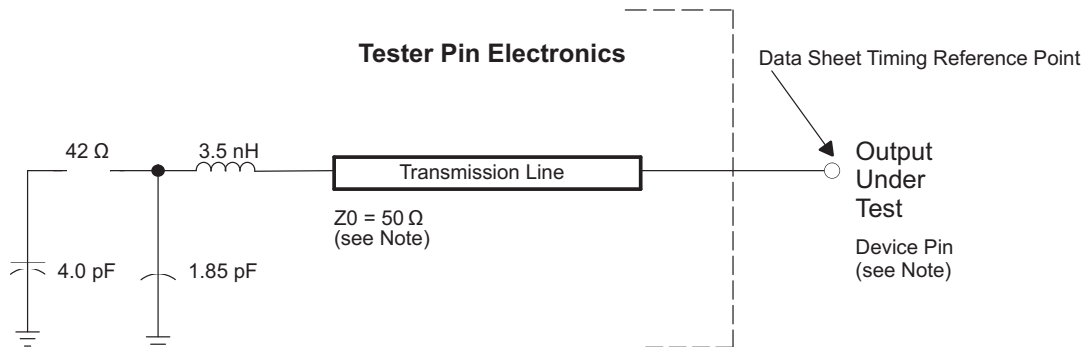 Tester Pin Electronics
Data Sheet Timing Reference Point
42 Ω
3.5 nH
Transmission Line
Output
Under
Test
Z0 = 50 Ω
(see Note)
Device Pin
(see Note)
4.0 pF
1.85 pF